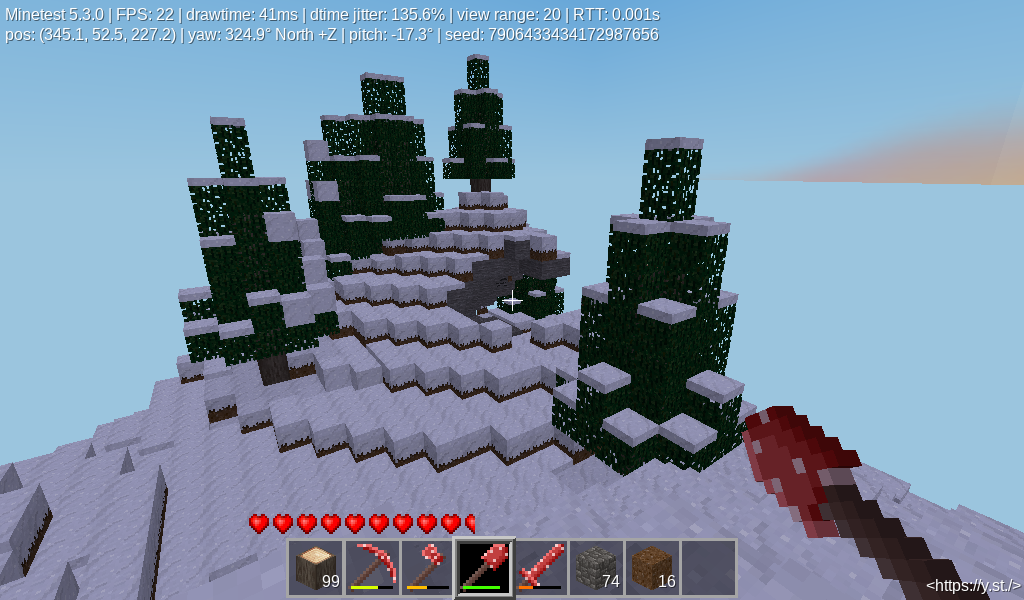 Minetest 5.3.0 | FPS: 22 | drawtime: 41ms | dtime jitter: 135.6% | view range: 20 | RTT: 0.001s
pos: (345.1, 52.5, 227.2) | yaw: 324.9° North +Z | pitch: -17.3° | seed: 7906433434172987656
99
74
16
<https://y.st./>